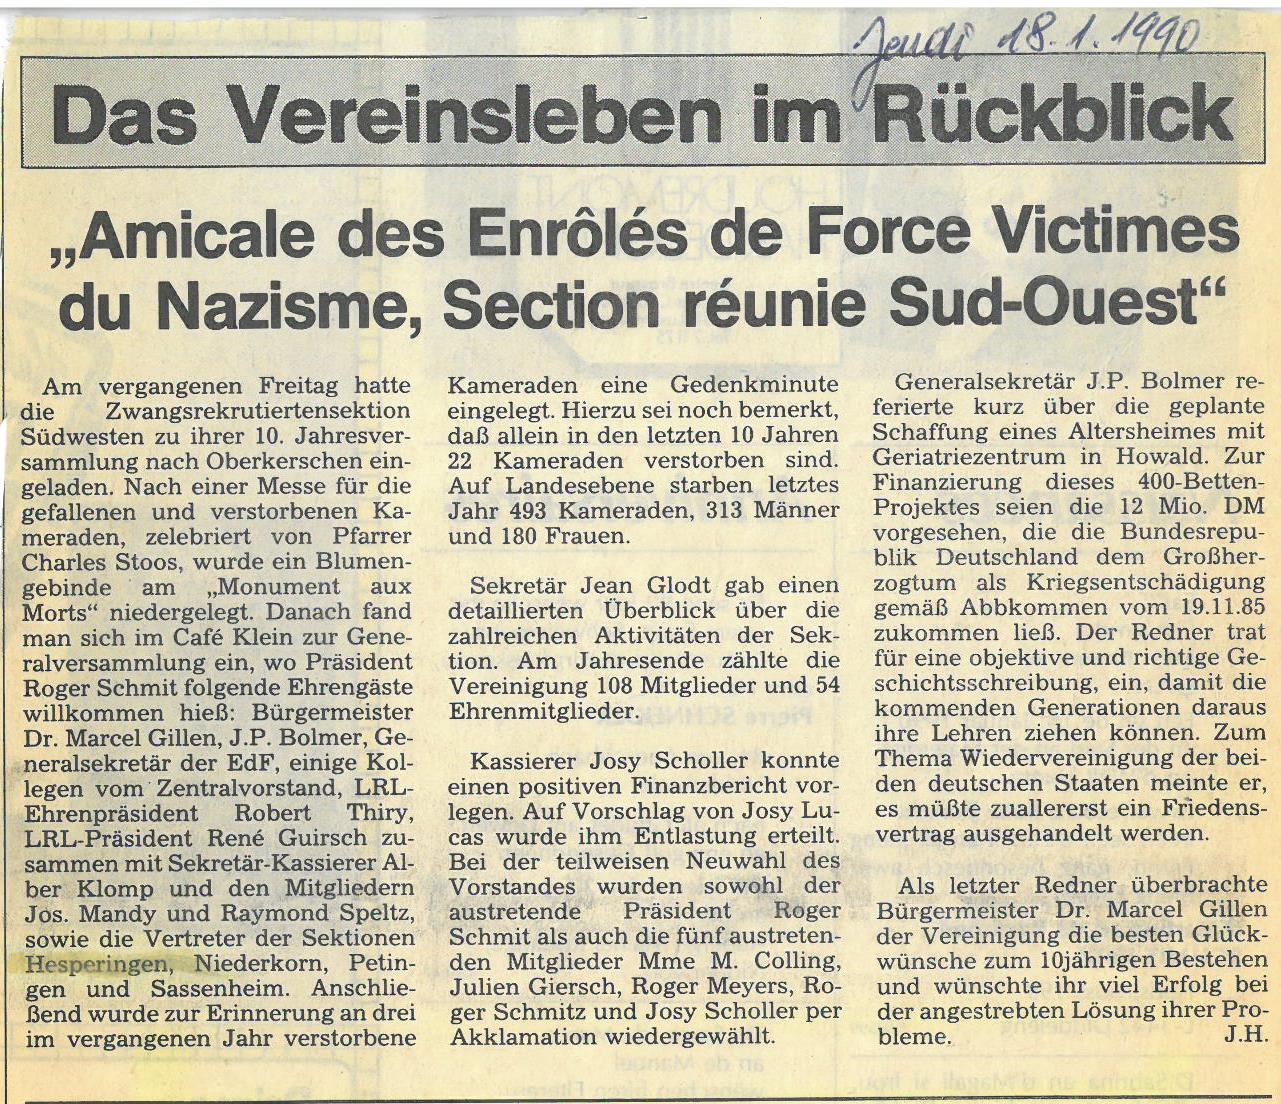 Jeudi 18.1.1990
Das Vereinsleben im Rückblick
„Amicale des Enrôlés de Force Victimes
du Nazisme, Section réunie Sud-Ouest“
Am vergangenen Freitag hatte
die Zwangsrekrutiertensektion
Südwesten zu ihrer 10. Jahresver-
sammlung nach Oberkerschen ein-
geladen. Nach einer Messe für die
gefallenen und verstorbenen Ka-
meraden, zelebriert von Pfarrer
Charles Stoos, wurde ein Blumen-
gebinde am „Monument aux
Morts“ niedergelegt. Danach fand
man sich im Café Klein zur Gene-
ralversammlung ein, wo Präsident
Roger Schmit folgende Ehrengäste
willkommen hieß: Bürgermeister
Dr. Marcel Gillen, J.P. Bolmer, Ge-
neralsekretär der EdF, einige Kol-
legen vom Zentralvorstand, LRL-
Ehrenpräsident Robert Thiry,
LRL-Präsident René Guirsch zu-
sammen mit Sekretär-Kassierer Al-
ber Klomp und den Mitgliedern
Jos. Mandy und Raymond Speltz,
sowie die Vertreter der Sektionen
Hesperingen, Niederkorn, Petin-
gen und Sassenheim. Anschlie-
ßend wurde zur Erinnerung an drei
im vergangenen Jahr verstorbene
Kameraden eine Gedenkminute
eingelegt. Hierzu sei noch bemerkt,
daß allein in den letzten 10 Jahren
22 Kameraden verstorben sind.
Auf Landesebene starben letztes
Jahr 493 Kameraden, 313 Männer
und 180 Frauen.
Sekretär Jean Glodt gab einen
detaillierten Überblick über die
zahlreichen Aktivitäten der Sek-
tion. Am Jahresende zählte die
Vereinigung 108 Mitglieder und 54
Ehrenmitglieder.
Kassierer Josy Scholler konnte
einen positiven Finanzbericht vor-
legen. Auf Vorschlag von Josy Lu-
cas wurde ihm Entlastung erteilt.
Bei der teilweisen Neuwahl des
Vorstandes wurden sowohl der
austretende Präsident Roger
Schmit als auch die fünf austreten-
den Mitglieder Mme M. Colling,
Julien Giersch, Roger Meyers, Ro-
ger Schmitz und Josy Scholler per
Akklamation wiedergewählt.
Generalsekretär J.P. Bolmer re-
ferierte kurz über die geplante
Schaffung eines Altersheimes mit
Geriatriezentrum in Howald. Zur
Finanzierung dieses 400-Betten-
Projektes seien die 12 Mio. DM
vorgesehen, die die Bundesrepu-
blik Deutschland dem Großher-
zogtum als Kriegsentschädigung
gemäß Abbkommen vom 19.11.85
zukommen ließ. Der Redner trat
für eine objektive und richtige Ge-
schichtsschreibung, ein, damit die
kommenden Generationen daraus
ihre Lehren ziehen können. Zum
Thema Wiedervereinigung der bei-
den deutschen Staaten meinte er,
es müßte zuallererst ein Friedens-
vertrag ausgehandelt werden.
Als letzter Redner überbrachte
Bürgermeister Dr. Marcel Gillen
der Vereinigung die besten Glück-
wünsche zum 10jährigen Bestehen
und wünschte ihr viel Erfolg bei
der angestrebten Lösung ihrer Pro-
bleme. J.H.